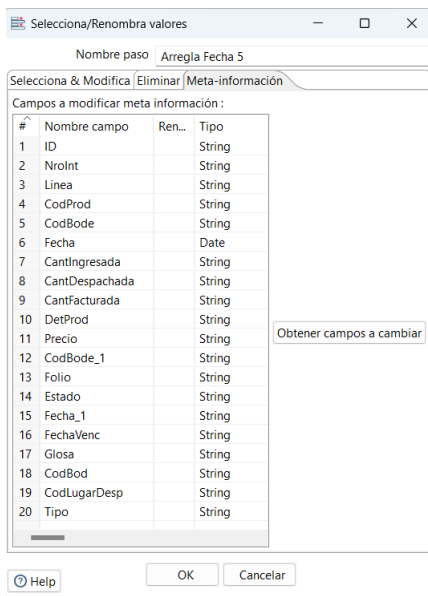 Selecciona/Renombra valores
Nombre paso Arregla Fecha 5
Selecciona & Modifica Eliminar Meta-información
Campos a modificar meta información :
# Nombre campo Ren... Tipo
1 ID String
2 NroInt String
3 Linea String
4 CodProd String
5 CodBode String
6 Fecha Date
7 CantIngresada String
8 CantDespachada String
9 CantFacturada String
10 DetProd String
11 Precio String
12 CodBode_1 String
13 Folio String
14 Estado String
15 Fecha_1 String
16 FechaVenc String
17 Glosa String
18 CodBod String
19 CodLugarDesp String
20 Tipo String
Obtener campos a cambiar
Help OK Cancelar